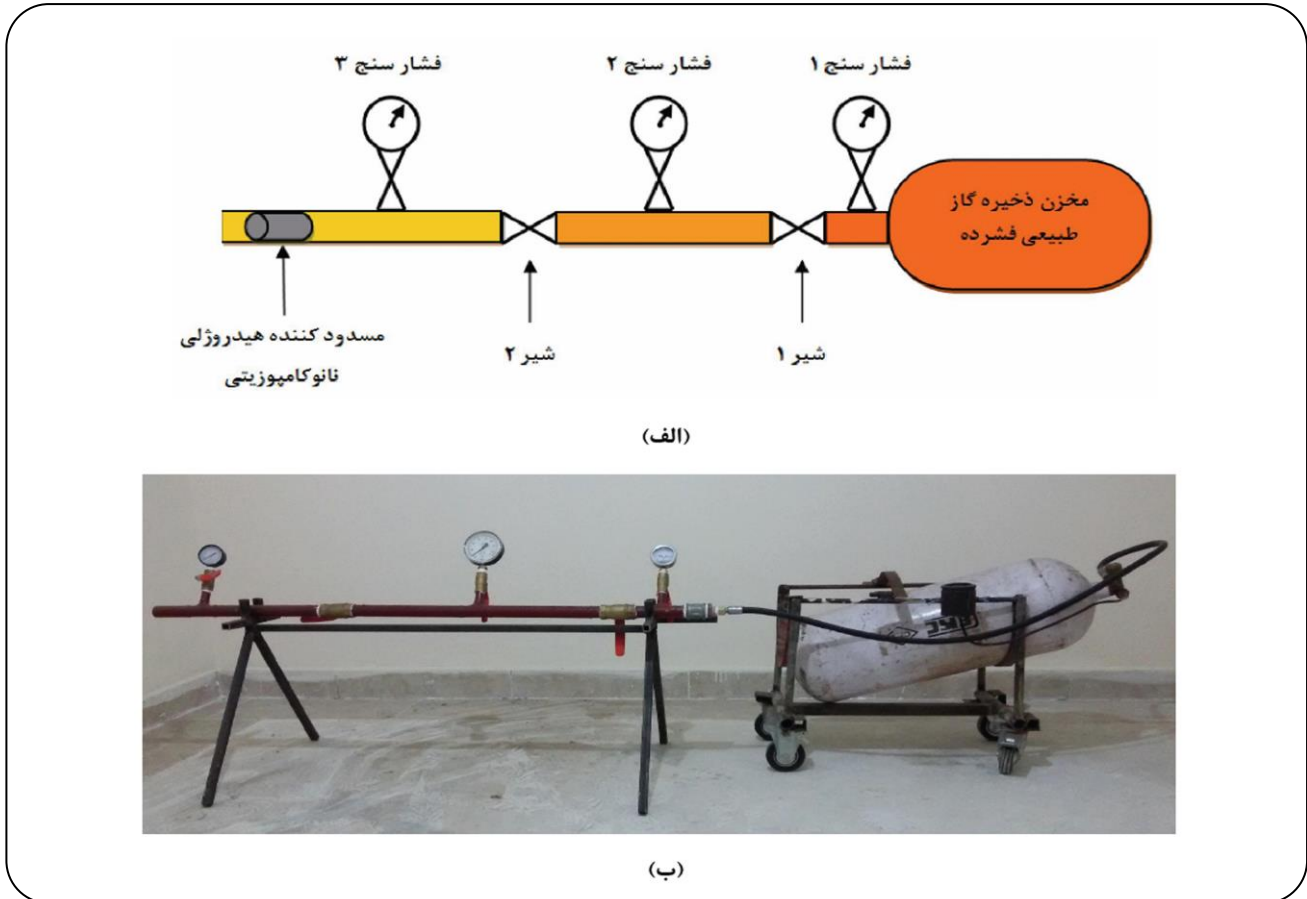 فشار سنج ۱
فشار سنج ۲
فشار سنج ۳
مخزن ذخیره گاز
طبیعی فشرده
شیر ۱
شیر ۲
مسدود کننده هیدروژلی
نانوکامپوزیتی
(الف)
(ب)